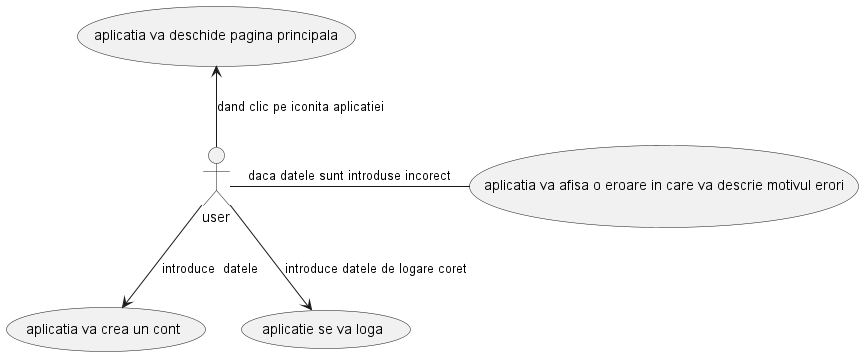 aplicatia va deschide pagina principala
dand clic pe iconita aplicatiei
daca datele sunt introduse incorect
aplicatia va afisa o eroare in care va descrie motivul erori
user
introduce  datele
introduce datele de logare coret
aplicatia va crea un cont
aplicatie se va loga